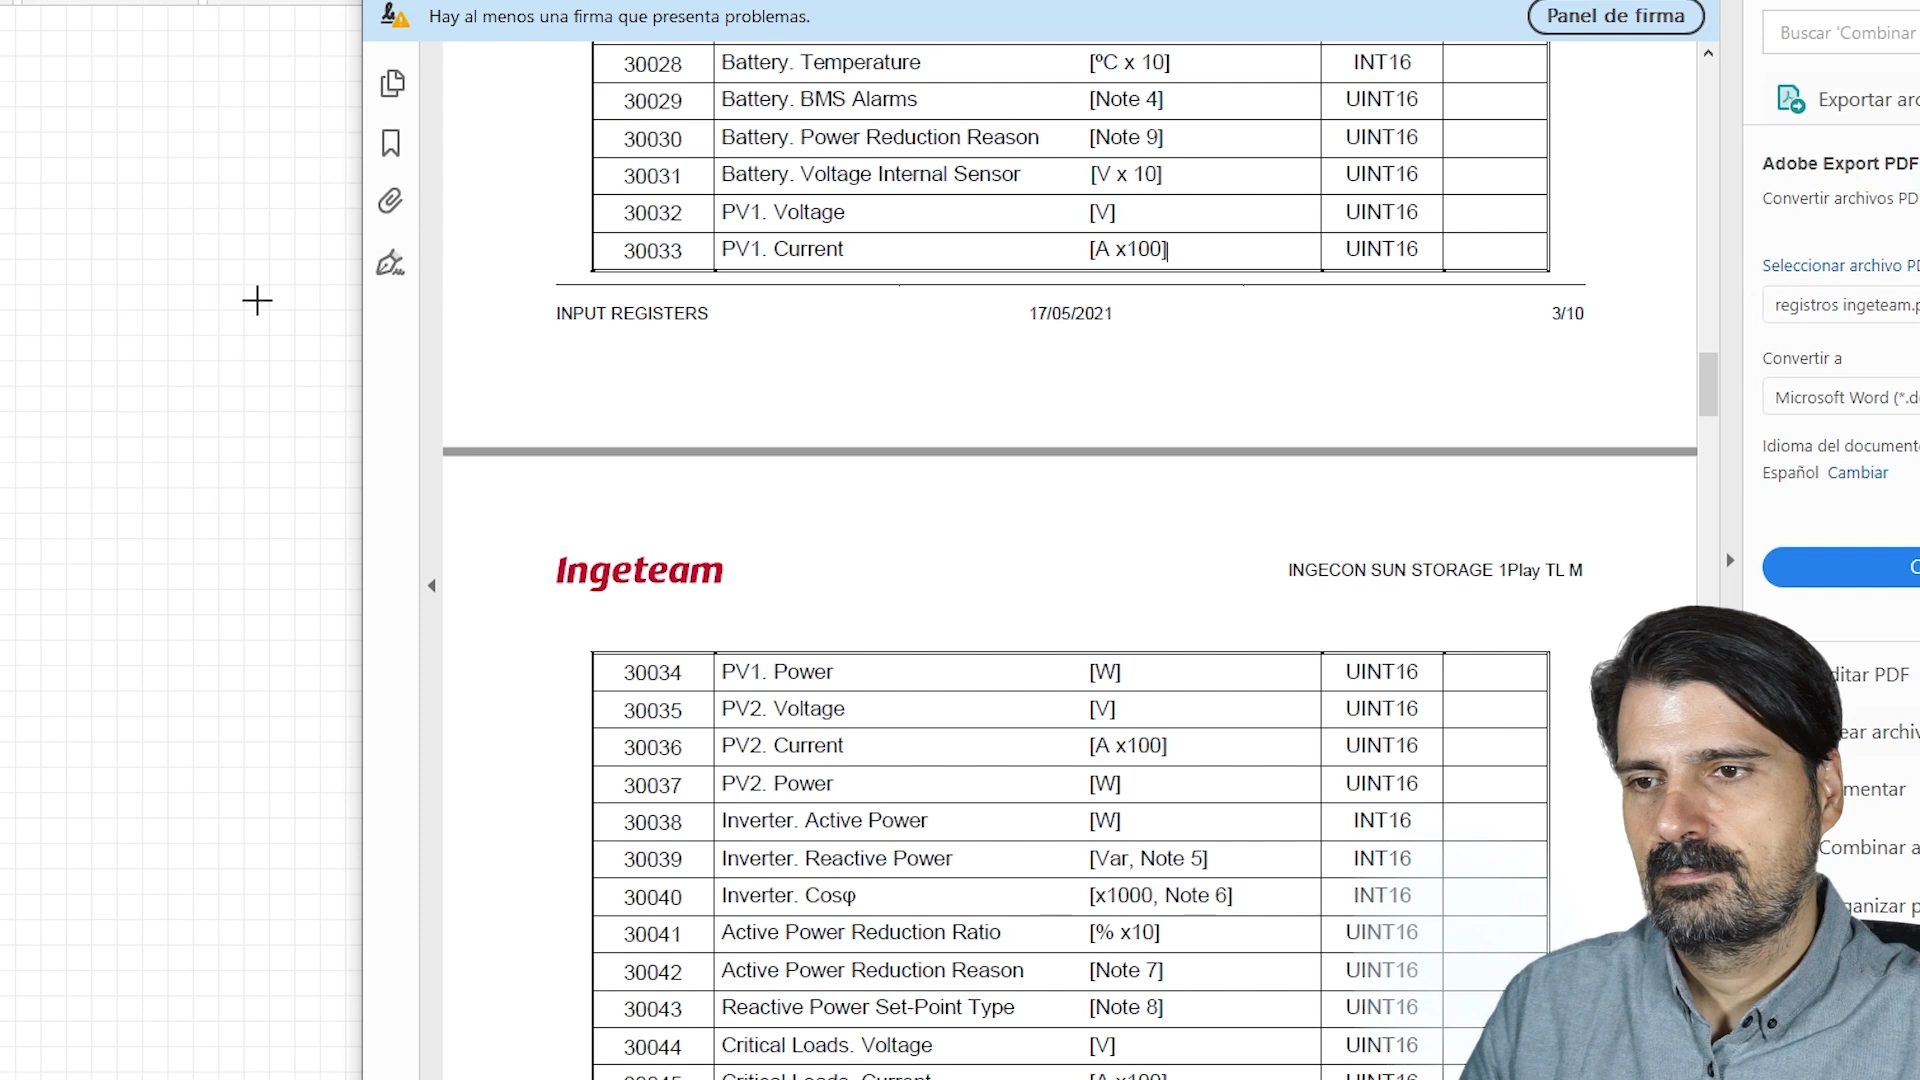 Hay al menos una firma que presenta problemas.
Panel de firma
30028 Battery. Temperature [ºC x 10] INT16
30029 Battery. BMS Alarms [Note 4] UINT16
30030 Battery. Power Reduction Reason [Note 9] UINT16
30031 Battery. Voltage Internal Sensor [V x 10] UINT16
30032 PV1. Voltage [V] UINT16
30033 PV1. Current [A x100] UINT16
INPUT REGISTERS 17/05/2021 3/10
Ingeteam
INGECON SUN STORAGE 1Play TL M
30034 PV1. Power [W] UINT16
30035 PV2. Voltage [V] UINT16
30036 PV2. Current [A x100] UINT16
30037 PV2. Power [W] UINT16
30038 Inverter. Active Power [W] INT16
30039 Inverter. Reactive Power [Var, Note 5] INT16
30040 Inverter. Cosφ [x1000, Note 6] INT16
30041 Active Power Reduction Ratio [% x10] UINT16
30042 Active Power Reduction Reason [Note 7] UINT16
30043 Reactive Power Set-Point Type [Note 8] UINT16
30044 Critical Loads. Voltage [V] UINT16
Buscar 'Combinar
Exportar arc
Adobe Export PDF
Convertir archivos PD
Seleccionar archivo PD
registros ingeteam.p
Convertir a
Microsoft Word (*.d
Idioma del documento
Español Cambiar
ditar PDF
ear archiv
mentar
Combinar a
ganizar p